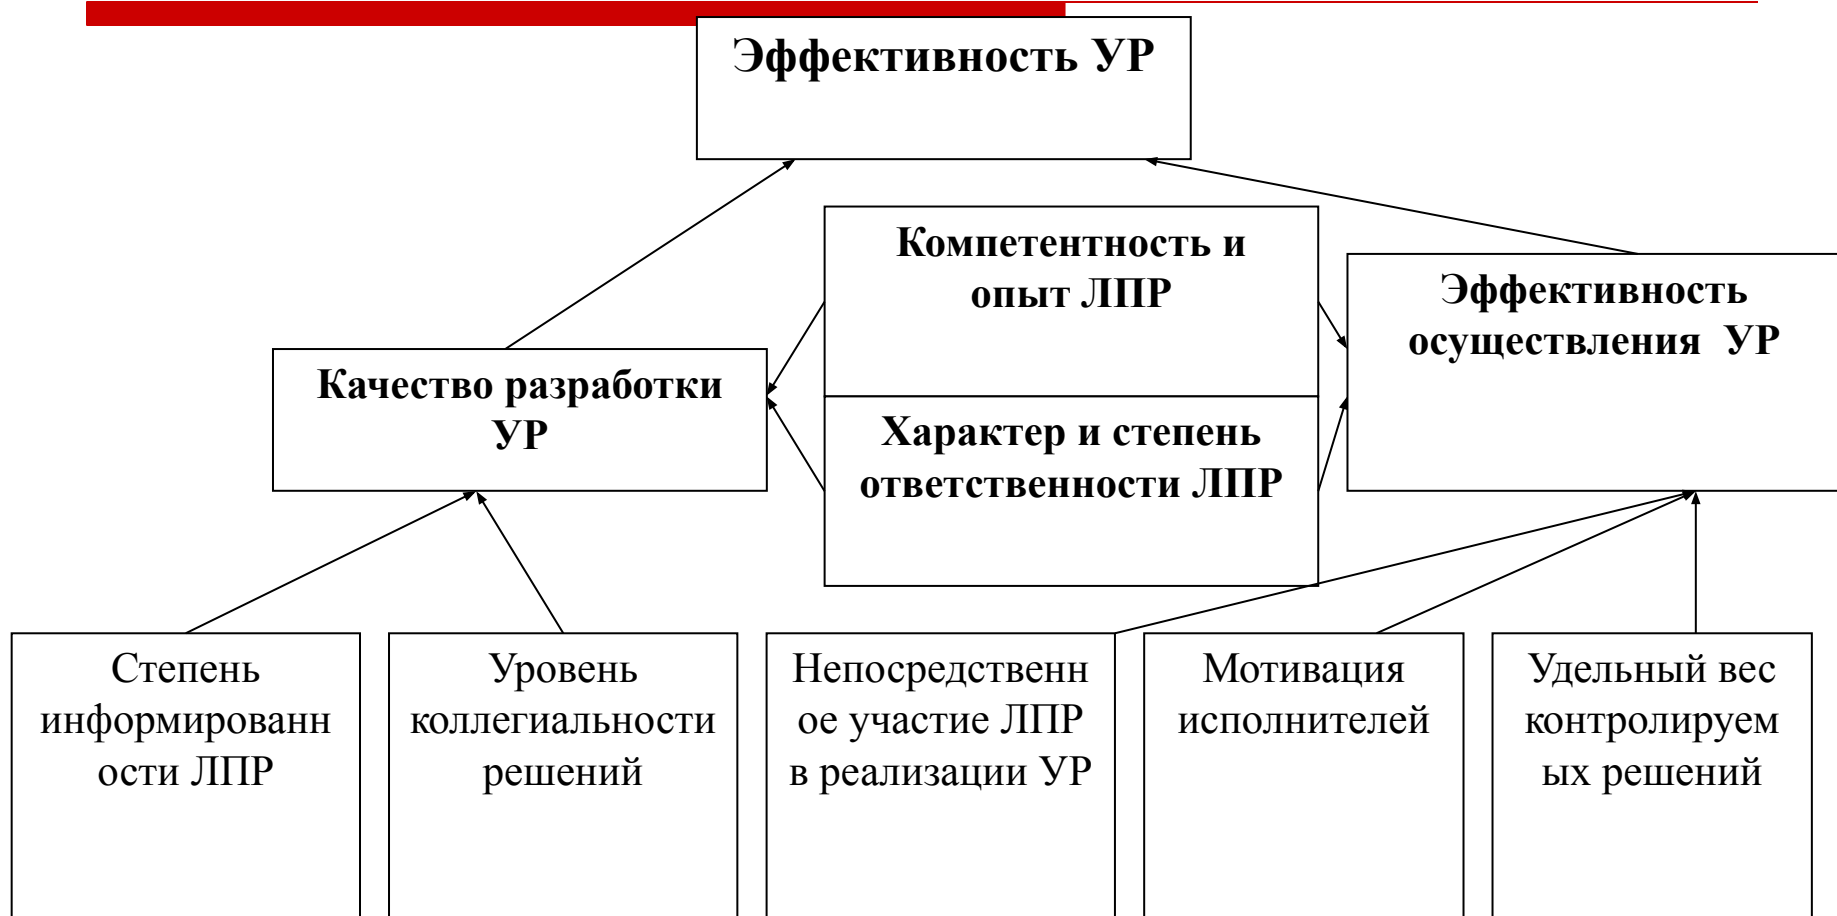 Эффективность УР
Компетентность и
опыт ЛПР
Эффективность
осуществления УР
Качество разработки
УР
Характер и степень
ответственности ЛПР
Степень
информированн
ости ЛПР
Уровень
коллегиальности
решений
Непосредственн
ое участие ЛПР
в реализации УР
Мотивация
исполнителей
Удельный вес
контролируем
ых решений